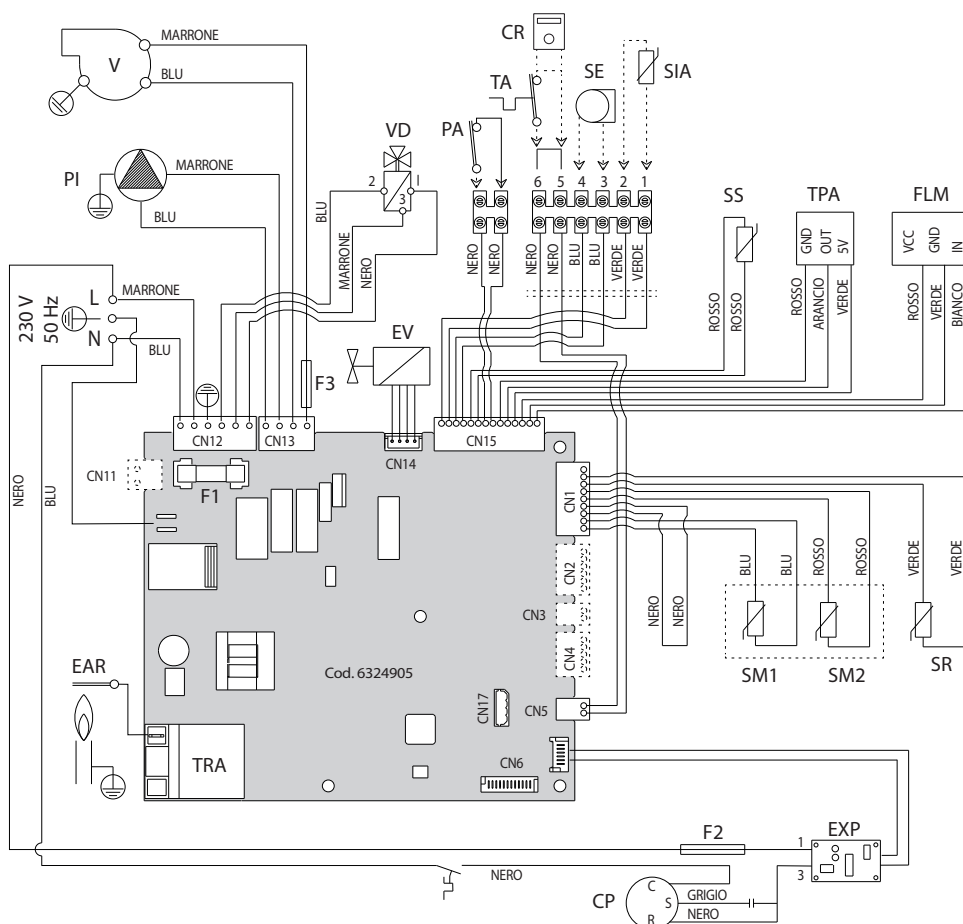 CR
MARRONE
V
BLU
TA
SE
SIA
VD
PA
MARRONE
PI
2
1
3
BLU
6 5 4 3 2 1
SS
TPA
FLM
GND
OUT
5V
VCC
GND
IN
BLU
MARRONE
NERO
NERO
NERO
NERO
NERO
BLU
BLU
VERDE
VERDE
ROSSO
ROSSO
ROSSO
ARANCIO
VERDE
ROSSO
VERDE
BIANCO
230 V
50 Hz
L
N
MARRONE
BLU
EV
F3
CN12
CN13
CN14
CN15
CN11
F1
CN1
NERO
BLU
CN2
CN3
CN4
NERO
NERO
BLU
BLU
ROSSO
ROSSO
VERDE
VERDE
SM1
SM2
SR
EAR
Cod. 6324905
CN17
CN5
TRA
CN6
F2
EXP
1
3
NERO
CP
C
S
R
GRIGIO
NERO